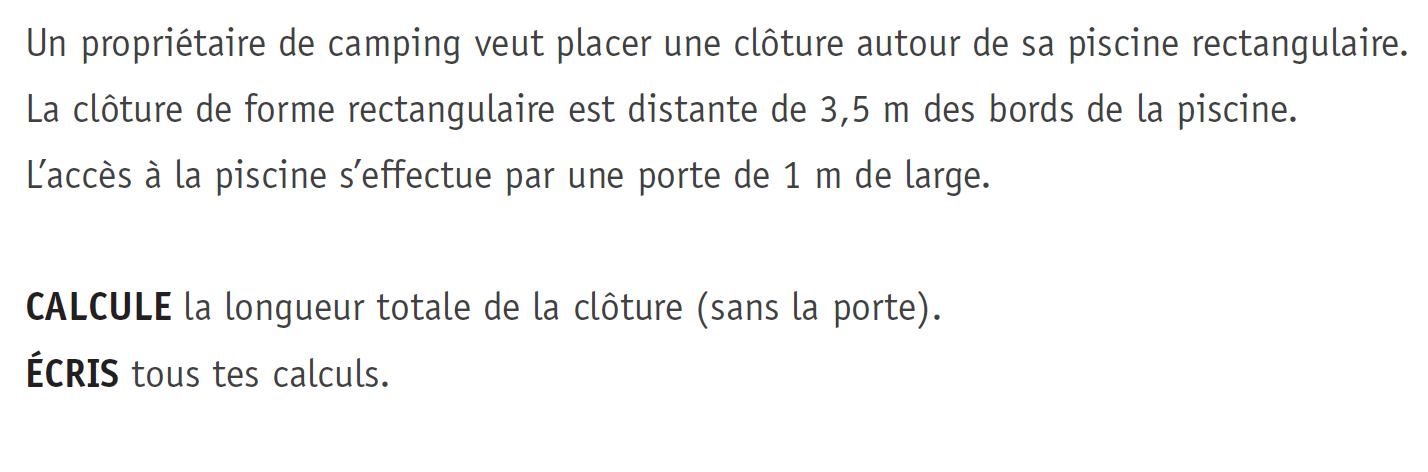 Un propriétaire de camping veut placer une clôture autour de sa piscine rectangulaire.
La clôture de forme rectangulaire est distante de 3,5 m des bords de la piscine.
L’accès à la piscine s’effectue par une porte de 1 m de large.
CALCULE la longueur totale de la clôture (sans la porte).
ÉCRIS tous tes calculs.